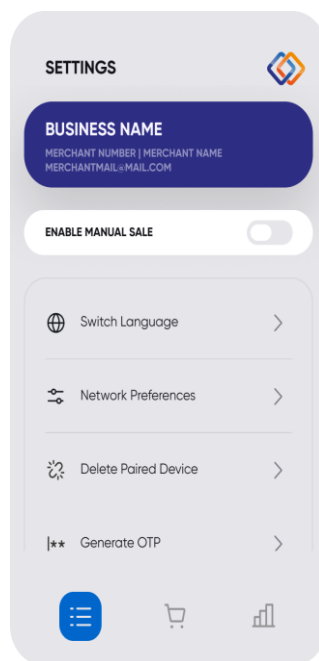 SETTINGS
BUSINESS NAME
MERCHANT NUMBER | MERCHANT NAME
MERCHANTMAIL@MAIL.COM
ENABLE MANUAL SALE
Switch Language
Network Preferences
Delete Paired Device
|** Generate OTP